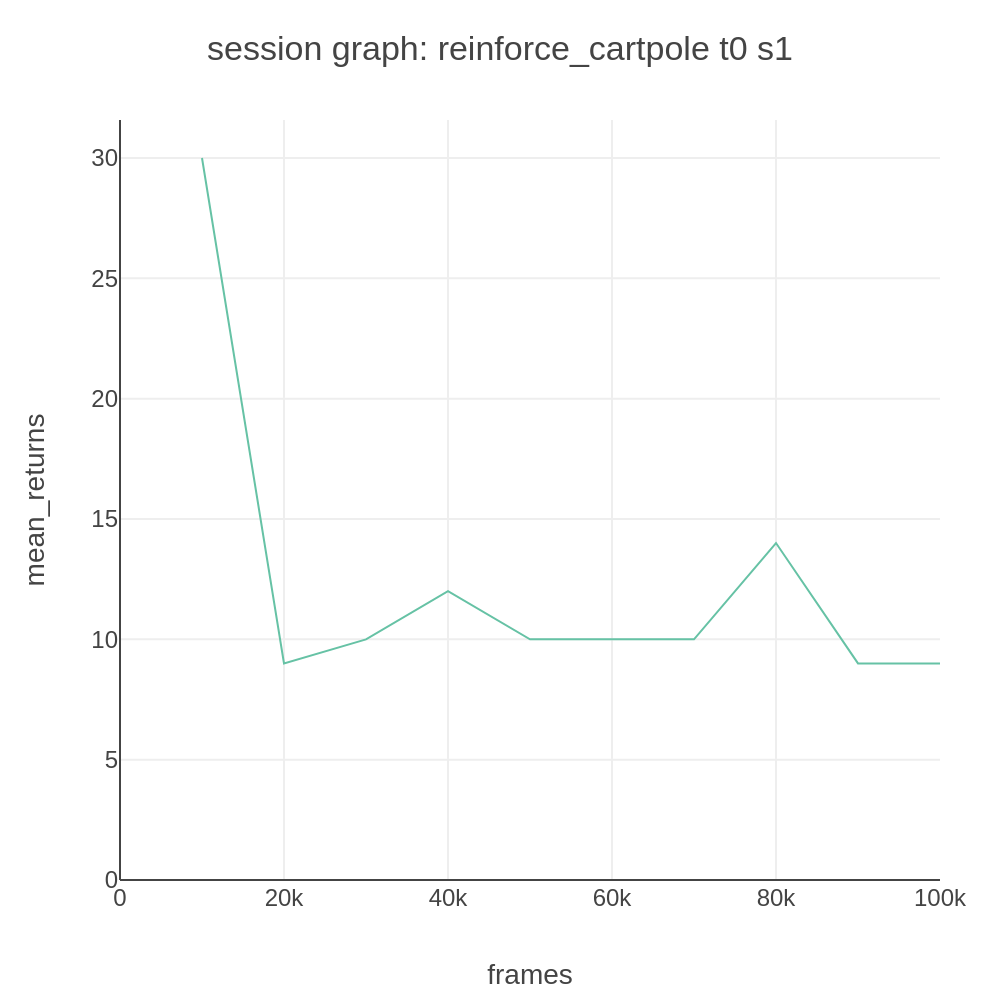 session graph: reinforce_cartpole t0 s1
30
25
20
15
10
5
0
mean_returns
0
20k
40k
60k
80k
100k
frames